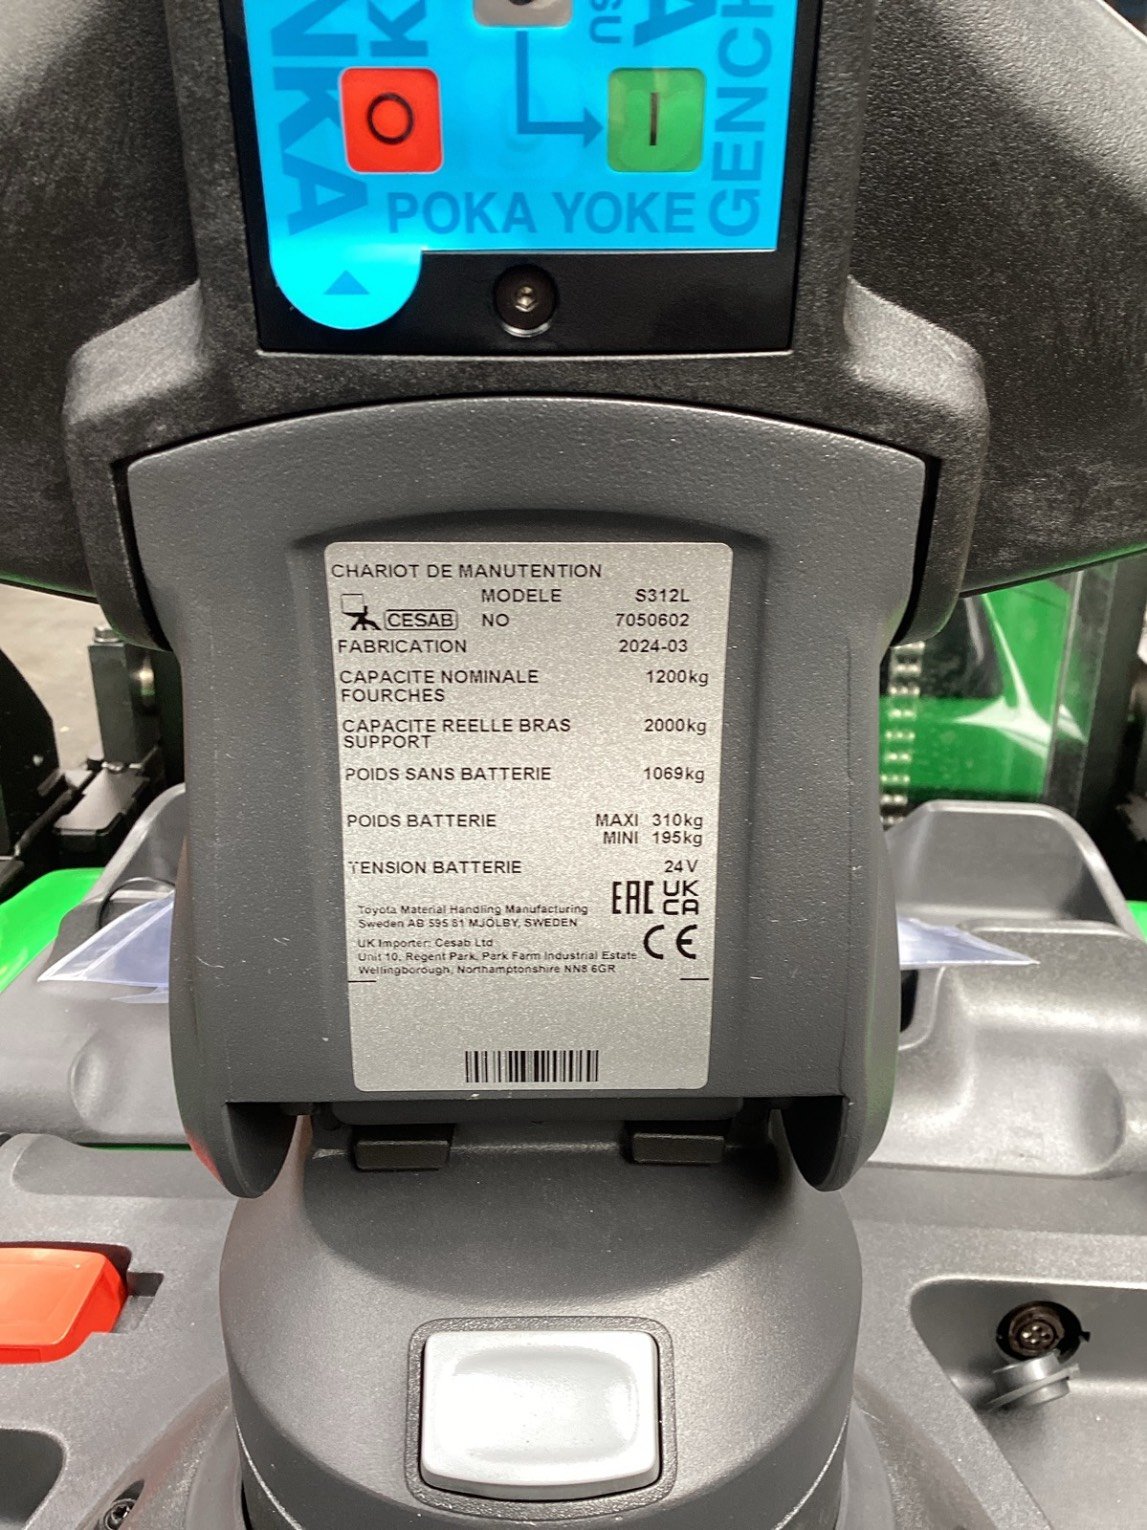 NKA
K
SU
A
GENCH
O
I
POKA YOKE
CHARIOT DE MANUTENTION
MODELE S312L
CESAB NO 7050602
FABRICATION 2024-03
CAPACITE NOMINALE 1200kg
FOURCHES
CAPACITE REELLE BRAS 2000kg
SUPPORT
POIDS SANS BATTERIE 1069kg
POIDS BATTERIE MAXI 310kg
MINI 195kg
TENSION BATTERIE 24V
EAC UK
CA
Toyota Material Handling Manufacturing
Sweden AB 595 81 MJÖLBY, SWEDEN
CE
UK Importer: Cesab Ltd
Unit 10, Regent Park, Park Farm Industrial Estate
Wellingborough, Northamptonshire NN8 6GR